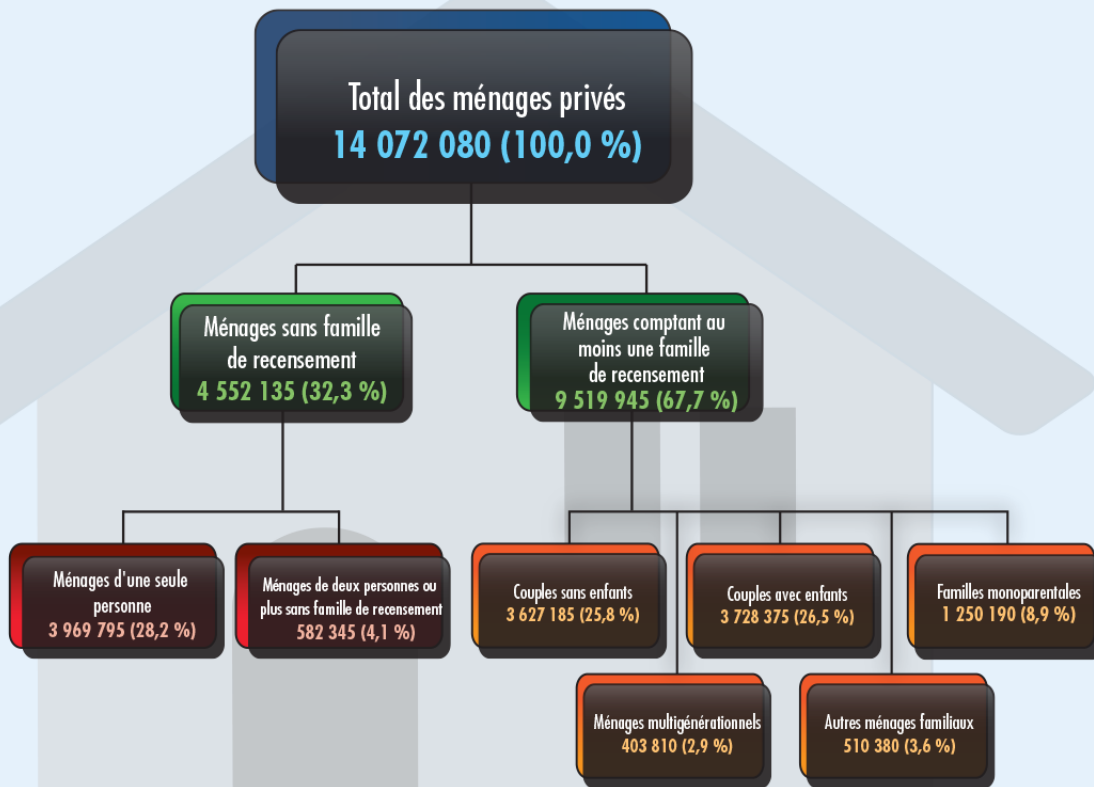 Total des ménages privés
14 072 080 (100,0 %)
Ménages sans famille
de recensement
4 552 135 (32,3 %)
Ménages comptant au
moins une famille
de recensement
9 519 945 (67,7 %)
Ménages d'une seule
personne
3 969 795 (28,2 %)
Ménages de deux personnes ou
plus sans famille de recensement
582 345 (4,1 %)
Couples sans enfants
3 627 185 (25,8 %)
Couples avec enfants
3 728 375 (26,5 %)
Familles monoparentales
1 250 190 (8,9 %)
Ménages multigénérationnels
403 810 (2,9 %)
Autres ménages familiaux
510 380 (3,6 %)